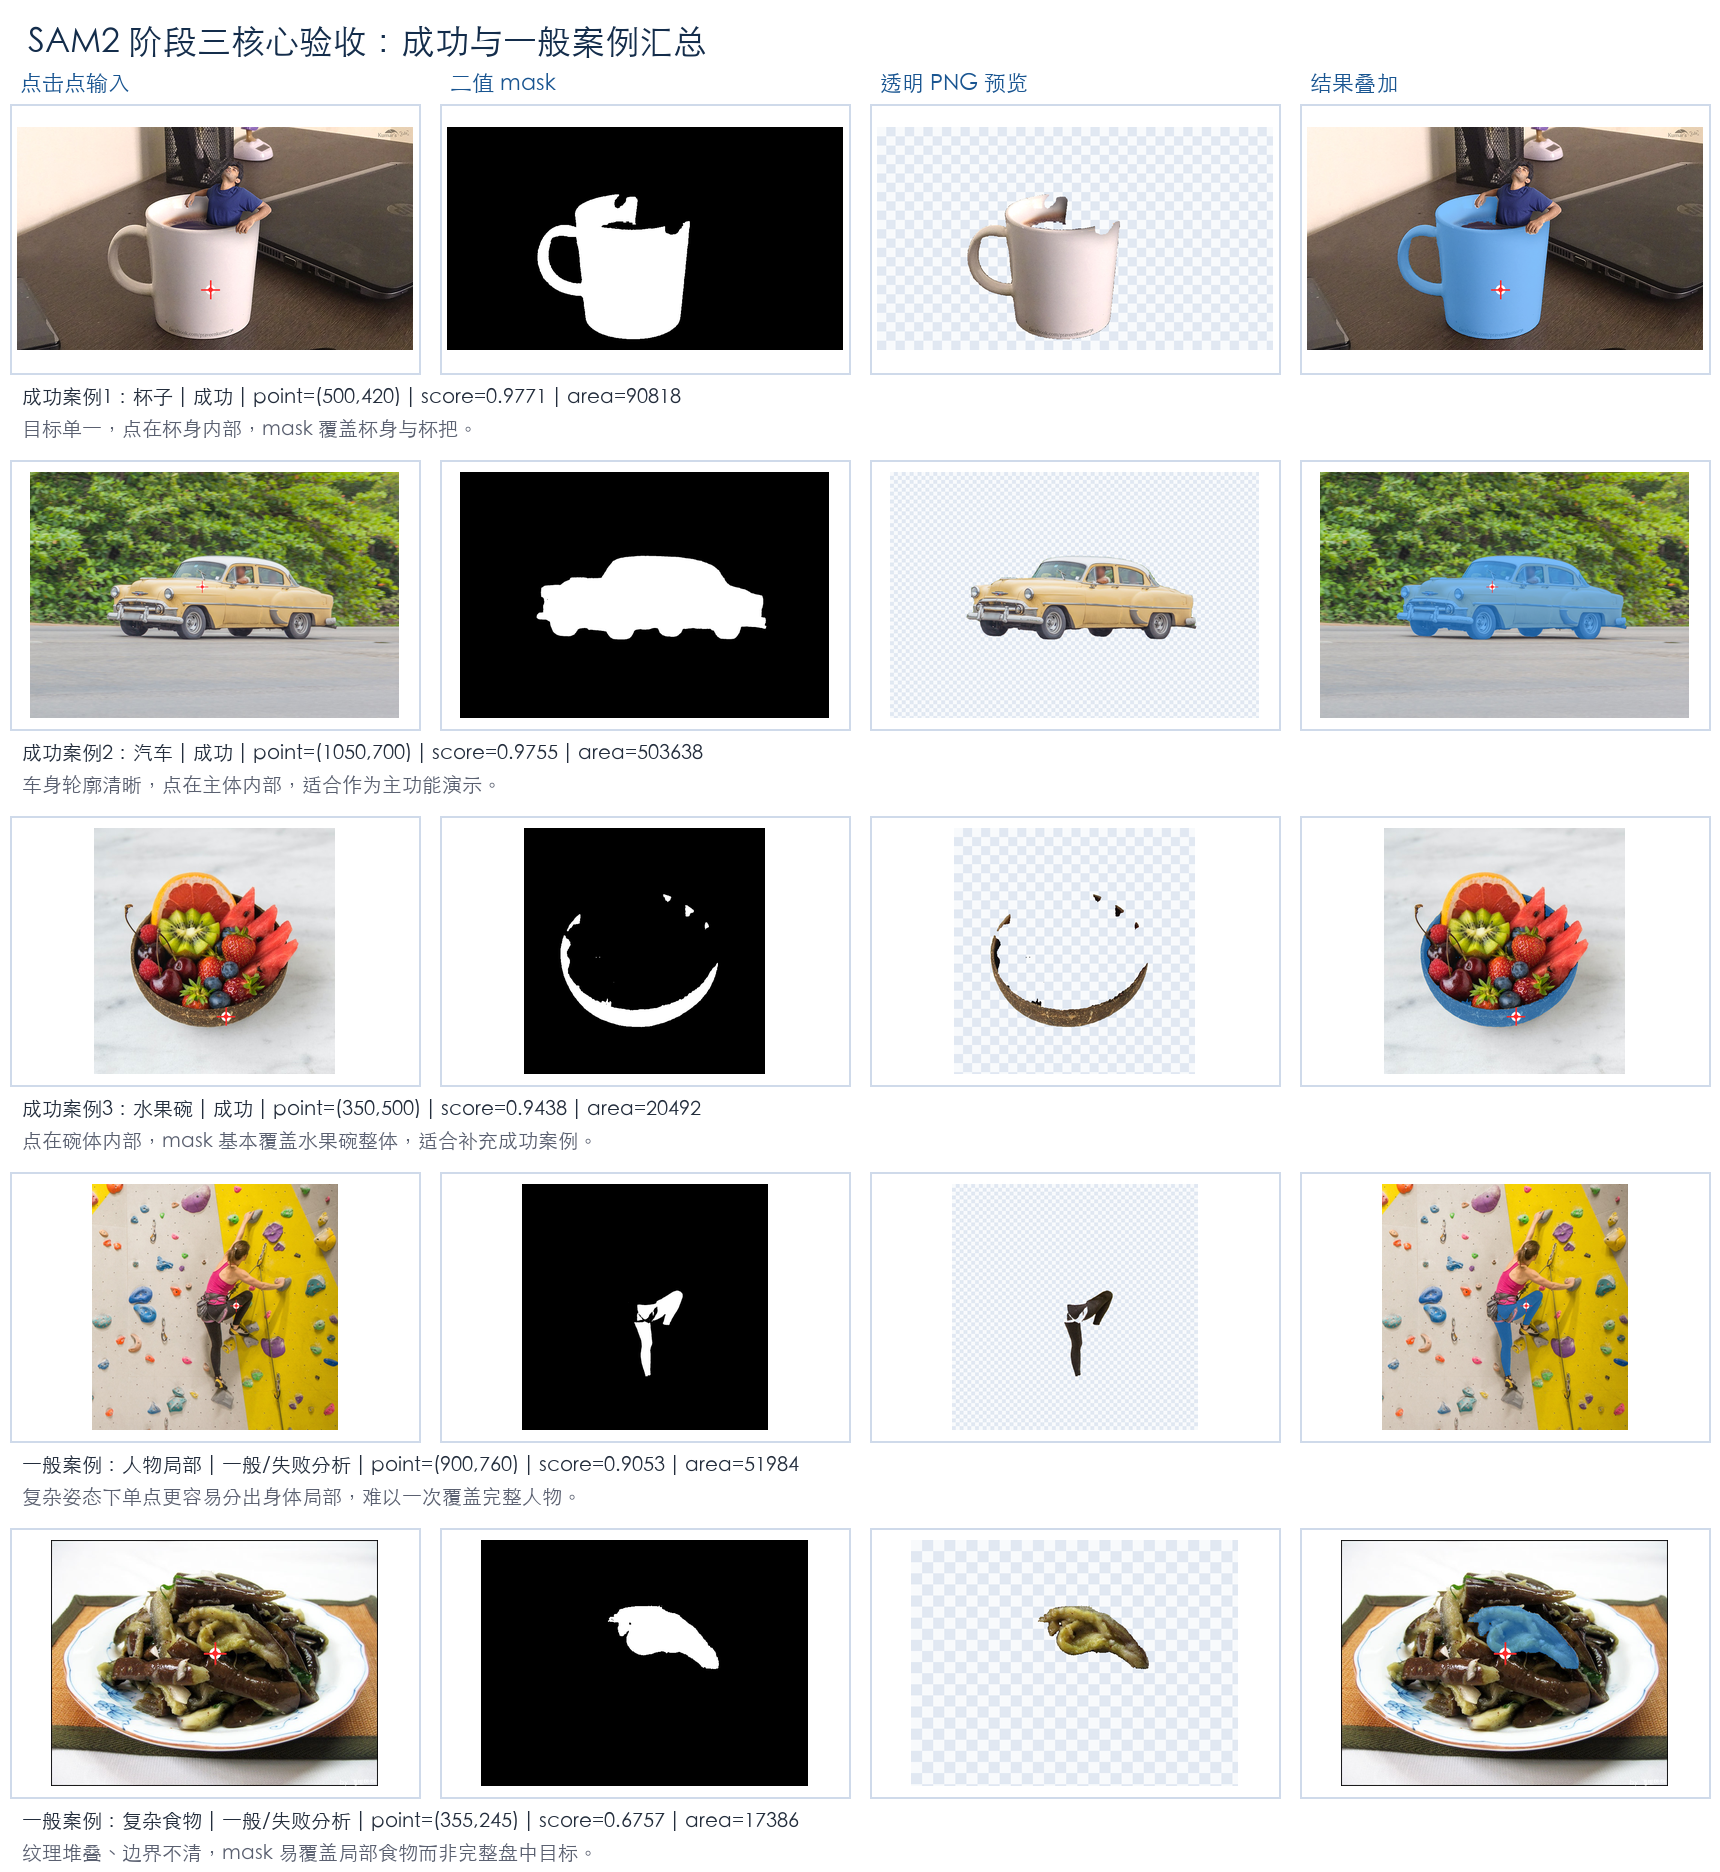 SAM2 阶段三核心验收：成功与一般案例汇总
点击点输入 二值 mask 透明 PNG 预览 结果叠加
成功案例1：杯子 | 成功 | point=(500,420) | score=0.9771 | area=90818
目标单一，点在杯身内部，mask 覆盖杯身与杯把。
成功案例2：汽车 | 成功 | point=(1050,700) | score=0.9755 | area=503638
车身轮廓清晰，点在主体内部，适合作为主功能演示。
成功案例3：水果碗 | 成功 | point=(350,500) | score=0.9438 | area=20492
点在碗体内部，mask 基本覆盖水果碗整体，适合补充成功案例。
一般案例：人物局部 | 一般/失败分析 | point=(900,760) | score=0.9053 | area=51984
复杂姿态下单点更容易分出身体局部，难以一次覆盖完整人物。
一般案例：复杂食物 | 一般/失败分析 | point=(355,245) | score=0.6757 | area=17386
纹理堆叠、边界不清，mask 易覆盖局部食物而非完整盘中目标。